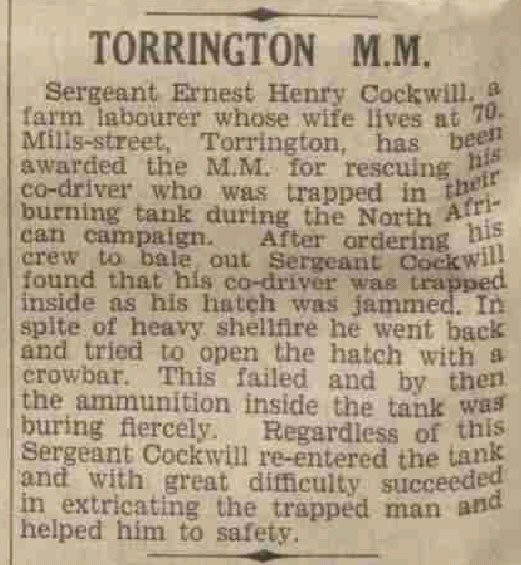 TORRINGTON M.M.
Sergeant Ernest Henry Cockwill, a
farm labourer whose wife lives at 70,
Mills-street, Torrington, has been
awarded the M.M. for rescuing his
co-driver who was trapped in their
burning tank during the North Afri-
can campaign. After ordering his
crew to bale out Sergeant Cockwill
found that his co-driver was trapped
inside as his hatch was jammed. In
spite of heavy shellfire he went back
and tried to open the hatch with a
crowbar. This failed and by then
the ammunition inside the tank was
buring fiercely. Regardless of this
Sergeant Cockwill re-entered the tank
and with great difficulty succeeded
in extricating the trapped man and
helped him to safety.